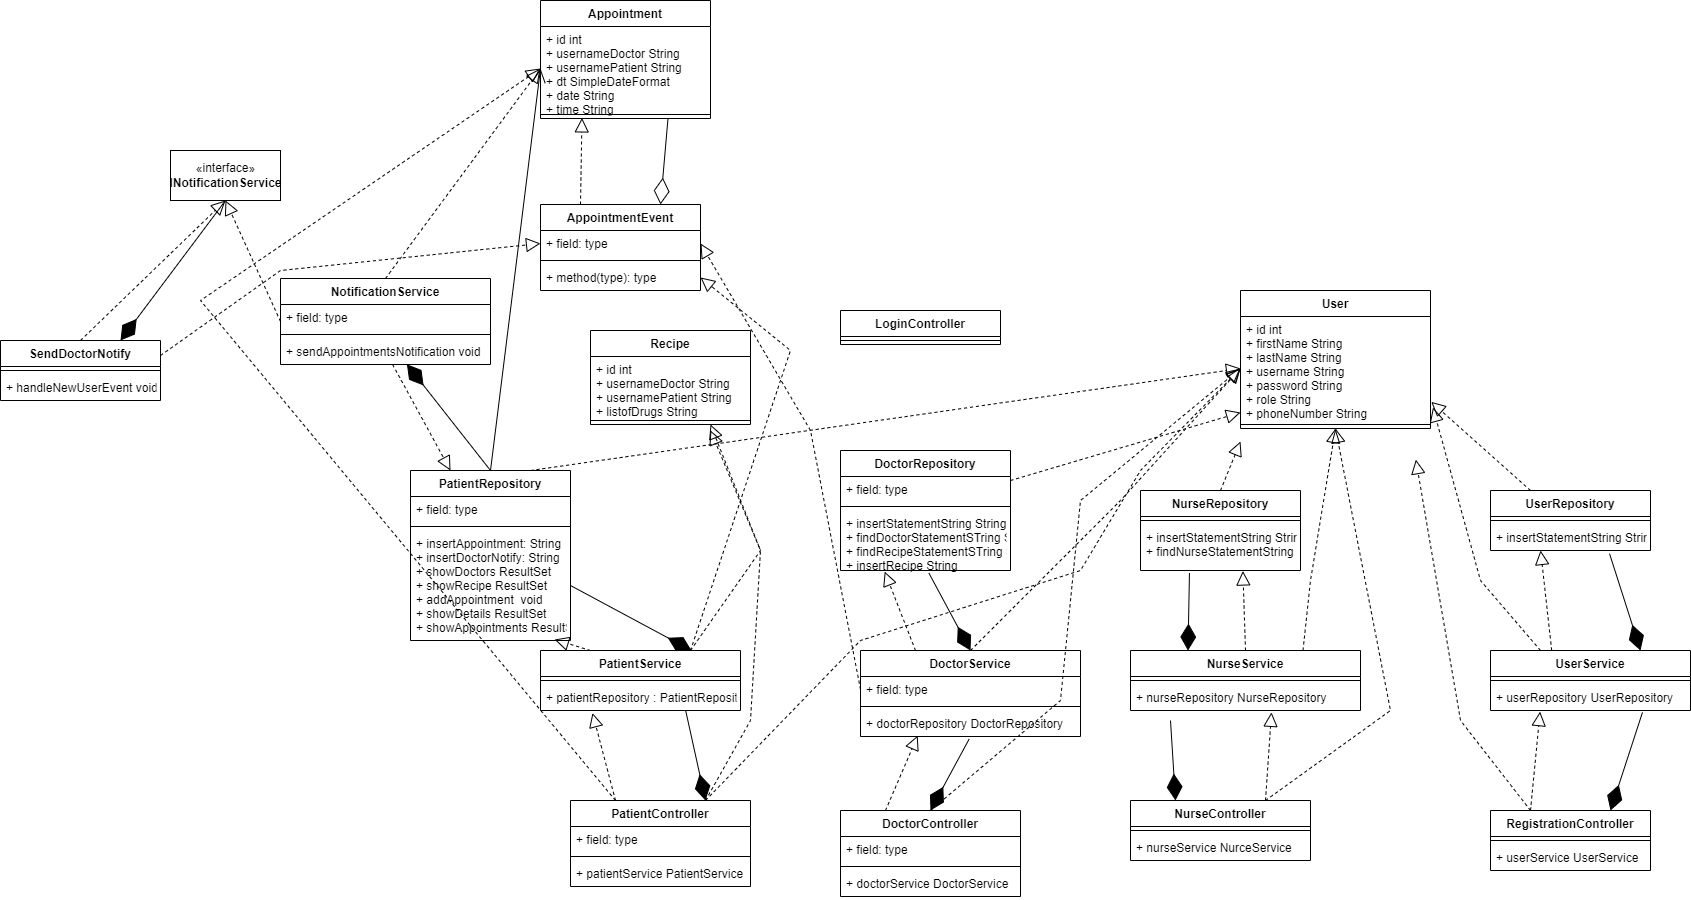 Appointment
+ id int
+ usernameDoctor String
+ usernamePatient String
+ dt SimpleDateFormat
+ date String
+ time String
«interface»
INotificationService
AppointmentEvent
+ field: type
+ method(type): type
NotificationService
+ field: type
+ sendAppointmentsNotification void
SendDoctorNotify
+ handleNewUserEvent void
Recipe
+ id int
+ usernameDoctor String
+ usernamePatient String
+ listofDrugs String
LoginController
User
+ id int
+ firstName String
+ lastName String
+ username String
+ password String
+ role String
+ phoneNumber String
PatientRepository
+ field: type
+ insertAppointment: String
+ insertDoctorNotify: String
+ showDoctors ResultSet
+ showRecipe ResultSet
+ addAppointment void
+ showDetails ResultSet
+ showAppointments Results
DoctorRepository
+ field: type
+ insertStatementString String
+ findDoctorStatementSTring S
+ findRecipeStatementSTring
+ insertRecipe String
NurseRepository
+ insertStatementString Strin
+ findNurseStatementString
UserRepository
+ insertStatementString Strin
PatientService
+ patientRepository : PatientReposit
DoctorService
+ field: type
+ doctorRepository DoctorRepository
NurseService
+ nurseRepository NurseRepository
UserService
+ userRepository UserRepository
PatientController
+ field: type
+ patientService PatientService
DoctorController
+ field: type
+ doctorService DoctorService
NurseController
+ nurseService NurceService
RegistrationController
+ userService UserService